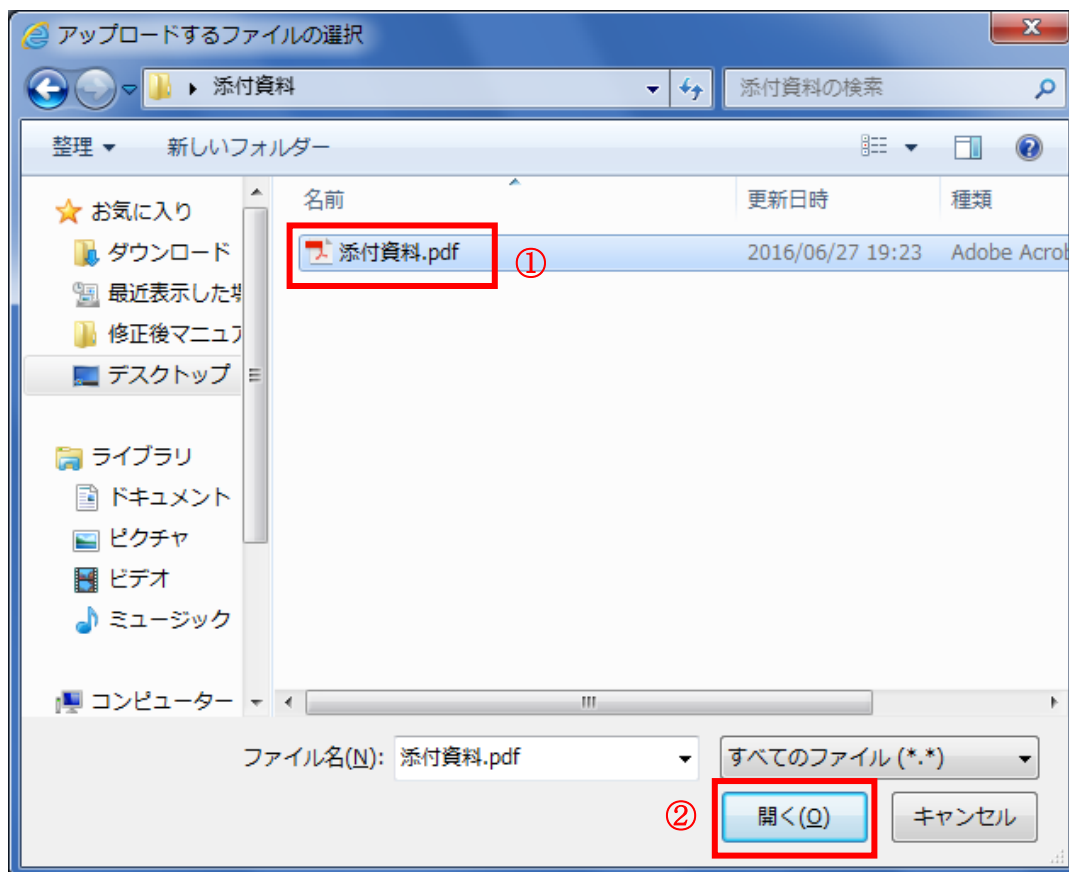 アップロードするファイルの選択
添付資料
添付資料の検索
整理
新しいフォルダー
お気に入り
ダウンロード
最近表示した場
修正後マニュア
デスクトップ
ライブラリ
ドキュメント
ピクチャ
ビデオ
ミュージック
コンピューター
名前 更新日時 種類
添付資料.pdf ① 2016/06/27 19:23 Adobe Acrob
ファイル名(N): 添付資料.pdf すべてのファイル (*.*)
② 開く(O) キャンセル